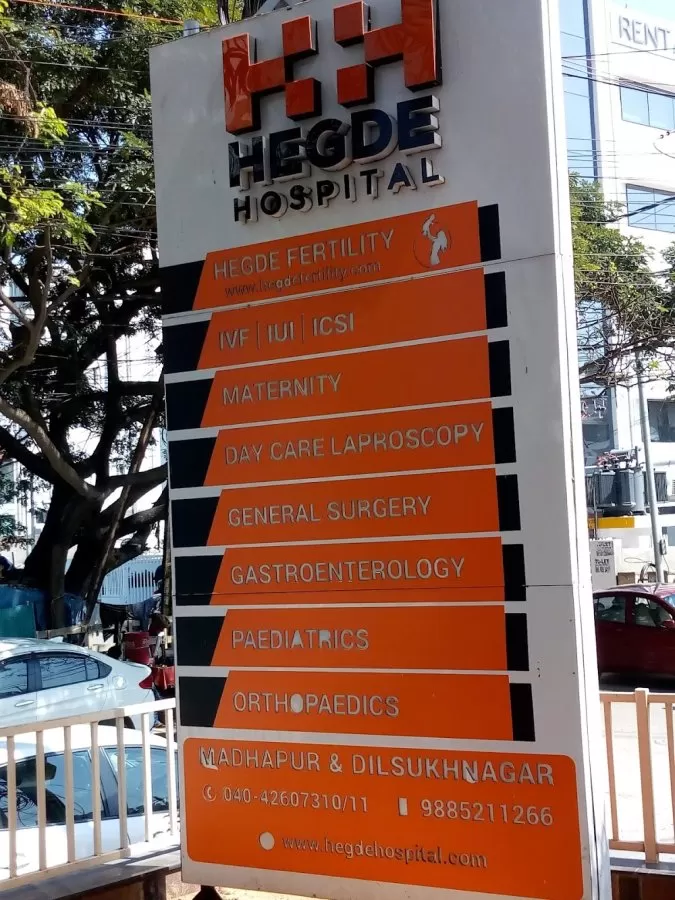 HEGDE
HOSPITAL
HEGDE FERTILITY
www.hegdefertility.com
IVF | IUI | ICSI
MATERNITY
DAY CARE LAPROSCOPY
GENERAL SURGERY
GASTROENTEROLOGY
PAEDIATRICS
ORTHOPAEDICS
MADHAPUR & DILSUKHNAGAR
040-42607310/11 9885211266
www.hegdehospital.com
RENT